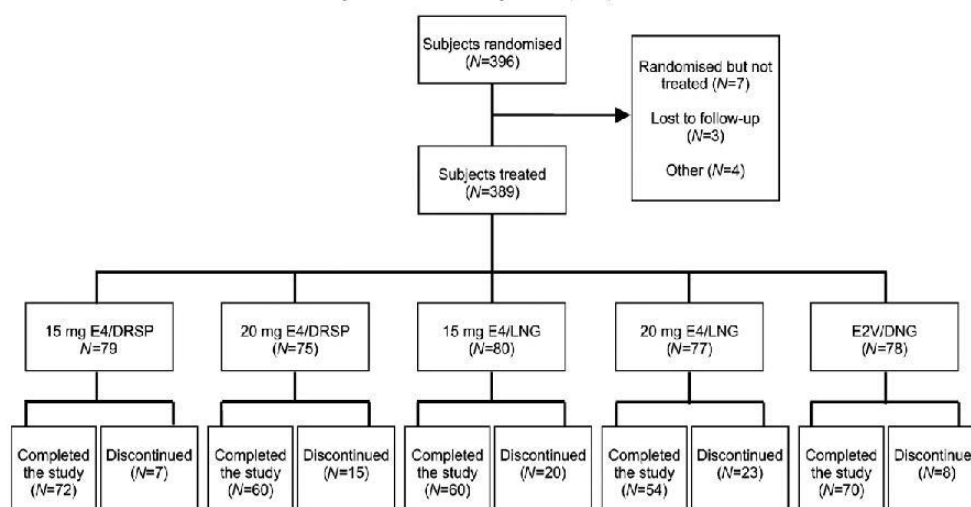 Subjects randomised
(N=396)
Randomised but not
treated (N=7)
Lost to follow-up
(N=3)
Other (N=4)
Subjects treated
(N=389)
15 mg E4/DRSP
N=79
20 mg E4/DRSP
(N=75)
15 mg E4/LNG
(N=80)
20 mg E4/LNG
(N=77)
E2V/DNG
(N=78)
Completed
the study
(N=72)
Discontinued
(N=7)
Completed
the study
(N=60)
Discontinued
(N=15)
Completed
the study
(N=60)
Discontinued
(N=20)
Completed
the study
(N=54)
Discontinued
(N=23)
Completed
the study
(N=70)
Discontinue
(N=8)